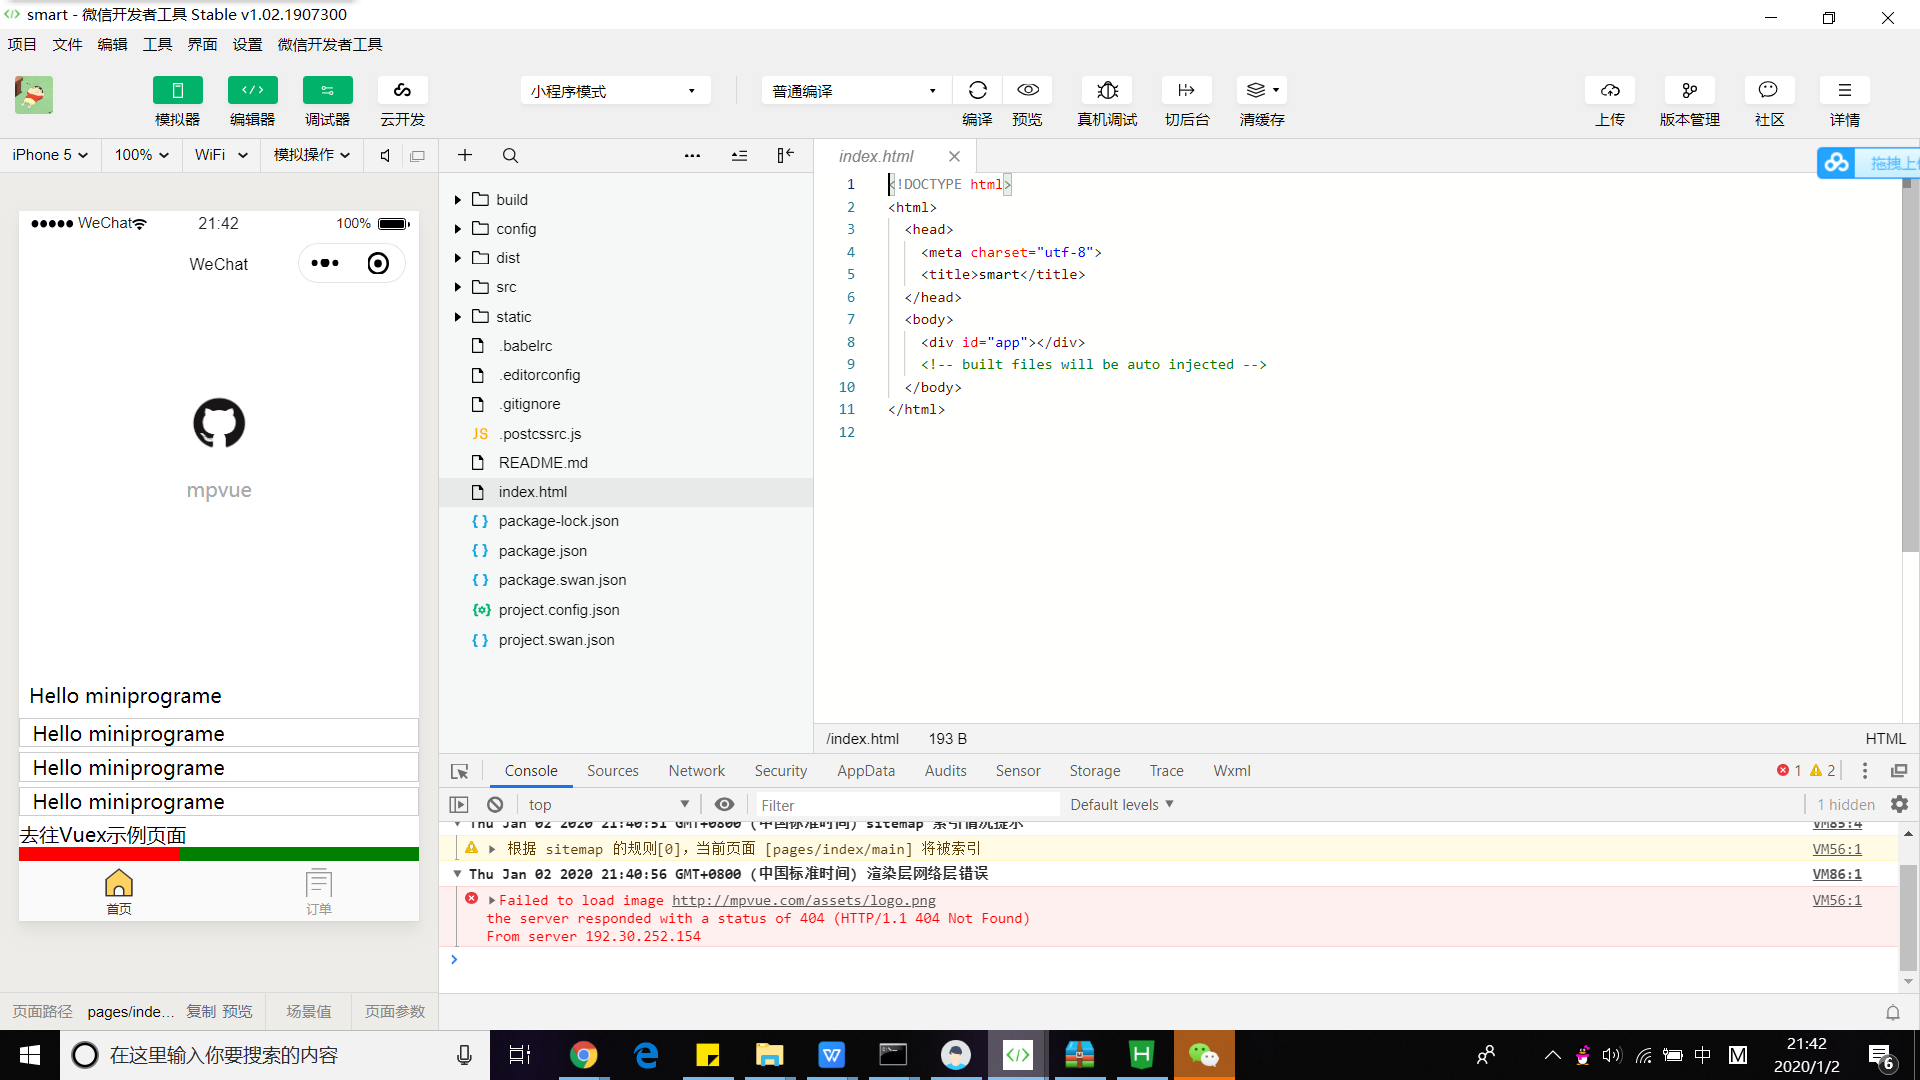 smart - 微信开发者工具 Stable v1.02.1907300
项目 文件 编辑 工具 界面 设置 微信开发者工具
小程序模式
普通编译
模拟器 编辑器 调试器 云开发
编译 预览 真机调试 切后台 清缓存
上传 版本管理 社区 详情
iPhone 5 100% WiFi 模拟操作
index.html
拖拽上
WeChat 21:42 100%
WeChat
mpvue
Hello miniprograme
Hello miniprograme
Hello miniprograme
Hello miniprograme
去往Vuex示例页面
首页 订单
页面路径 pages/inde... 复制 预览 场景值 页面参数
build
config
dist
src
static
.babelrc
.editorconfig
.gitignore
JS .postcssrc.js
README.md
index.html
{ } package-lock.json
{ } package.json
{ } package.swan.json
project.config.json
{ } project.swan.json
1 <!DOCTYPE html>
2 <html>
3 <head>
4 <meta charset="utf-8">
5 <title>smart</title>
6 </head>
7 <body>
8 <div id="app"></div>
9 <!-- built files will be auto injected -->
10 </body>
11 </html>
12
/index.html 193 B HTML
Console Sources Network Security AppData Audits Sensor Storage Trace Wxml 1 2
top Filter Default levels 1 hidden
Thu Jan 02 2020 21:40:51 GMT+0800 (中国标准时间) sitemap 索引情况提示 VM85:4
根据 sitemap 的规则[0]，当前页面 [pages/index/main] 将被索引 VM56:1
Thu Jan 02 2020 21:40:56 GMT+0800 (中国标准时间) 渲染层网络层错误 VM86:1
Failed to load image http://mpvue.com/assets/logo.png VM56:1
the server responded with a status of 404 (HTTP/1.1 404 Not Found)
From server 192.30.252.154
在这里输入你要搜索的内容
中 M
21:42
2020/1/2
6